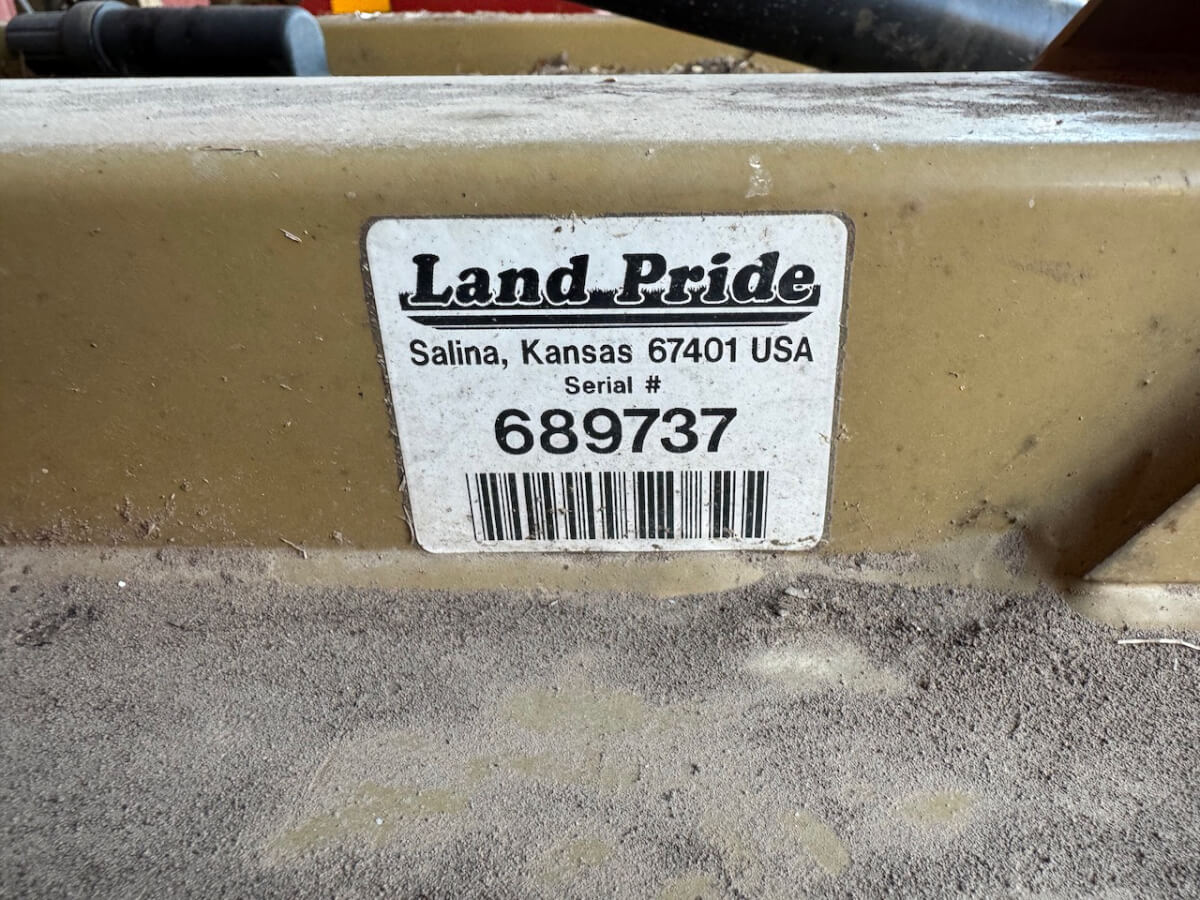 Land Pride
Salina, Kansas 67401 USA
Serial #
689737